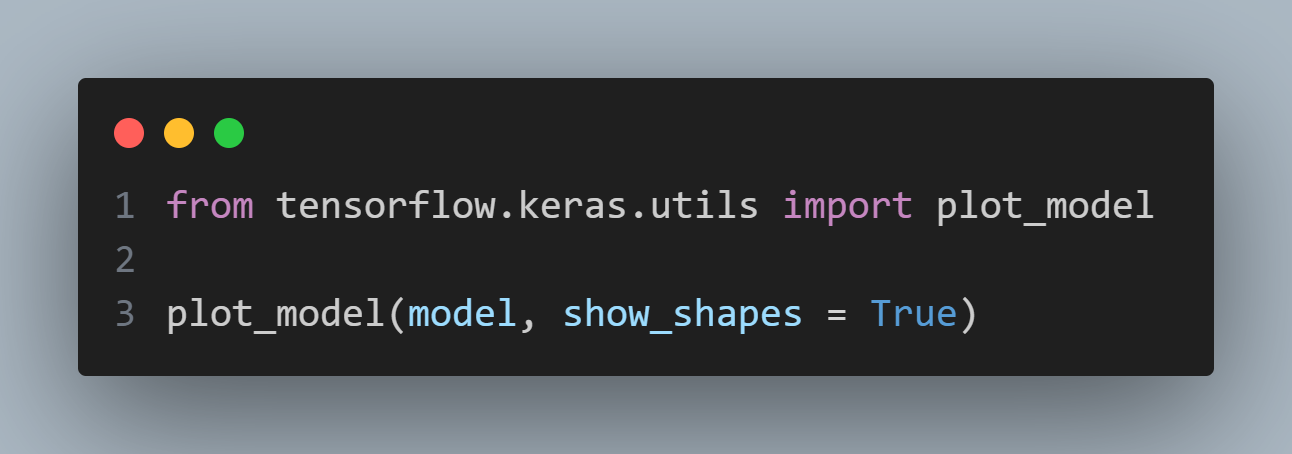 1 from tensorflow.keras.utils import plot_model
2
3 plot_model(model, show_shapes = True)